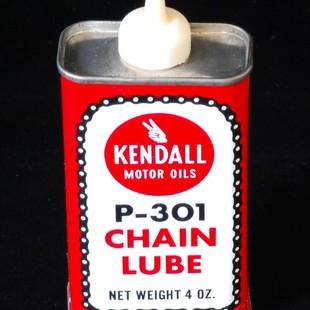 KENDALL
MOTOR OILS
P-301
CHAIN
LUBE
NET WEIGHT 4 OZ.